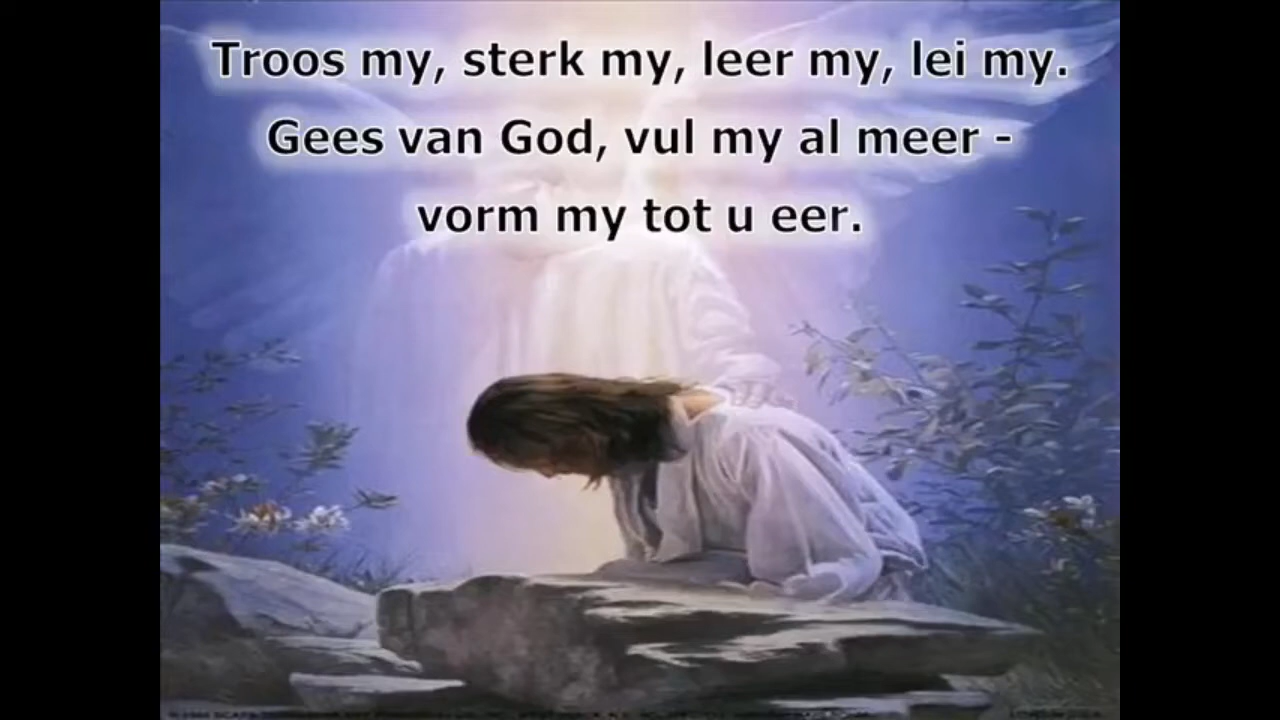 Troos my, sterk my, leer my, lei my.
Gees van God, vul my al meer -
vorm my tot u eer.